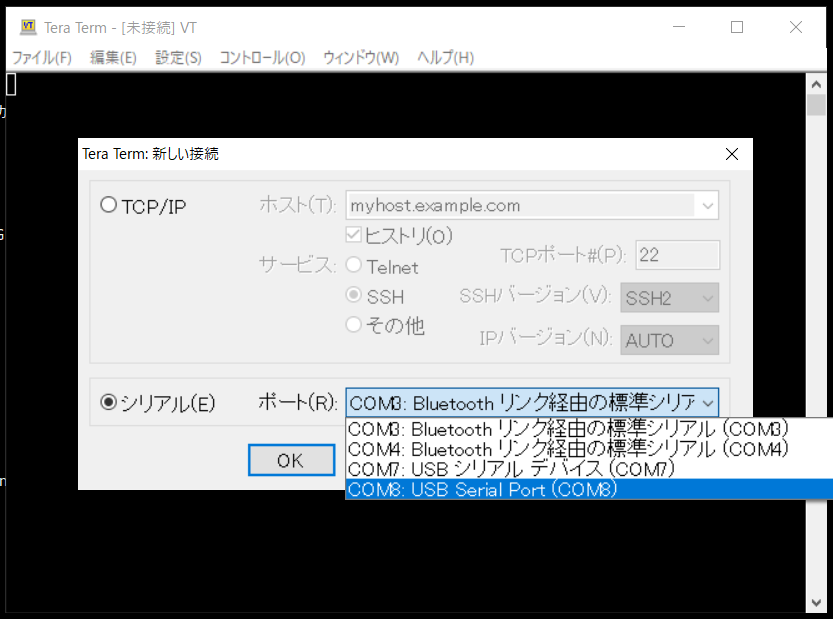 Tera Term - [未接続] VT
ファイル(F) 編集(E) 設定(S) コントロール(O) ウィンドウ(W) ヘルプ(H)
Tera Term: 新しい接続
TCP/IP
ホスト(T): myhost.example.com
ヒストリ(O)
サービス: Telnet
TCPポート#(P): 22
SSH
SSHバージョン(V): SSH2
その他
IPバージョン(N): AUTO
シリアル(E)
ポート(R): COM3: Bluetooth リンク経由の標準シリア
COM3: Bluetooth リンク経由の標準シリアル (COM3)
COM4: Bluetooth リンク経由の標準シリアル (COM4)
COM7: USB シリアル デバイス (COM7)
COM8: USB Serial Port (COM8)
OK